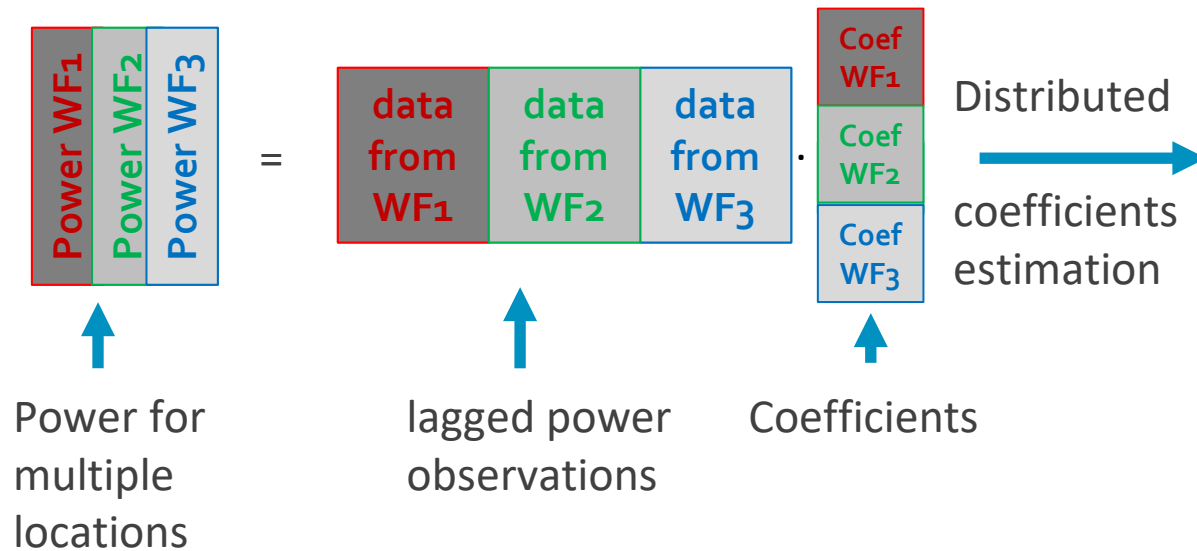 Power WF1
Power WF2
Power WF3
=
data
from
WF1
data
from
WF2
data
from
WF3
·
Coef
WF1
Coef
WF2
Coef
WF3
Distributed
coefficients
estimation
Power for
multiple
locations
lagged power
observations
Coefficients